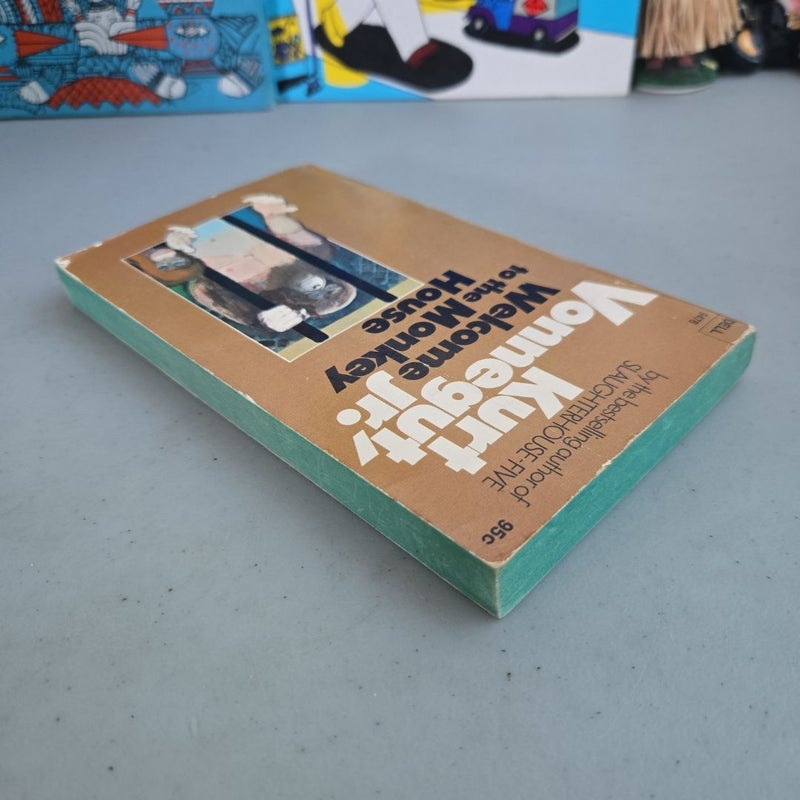 DELL
95c
by the bestselling author of
SLAUGHTERHOUSE-FIVE
Kurt
Vonnegut,
jr.
Welcome
to the Monkey
House